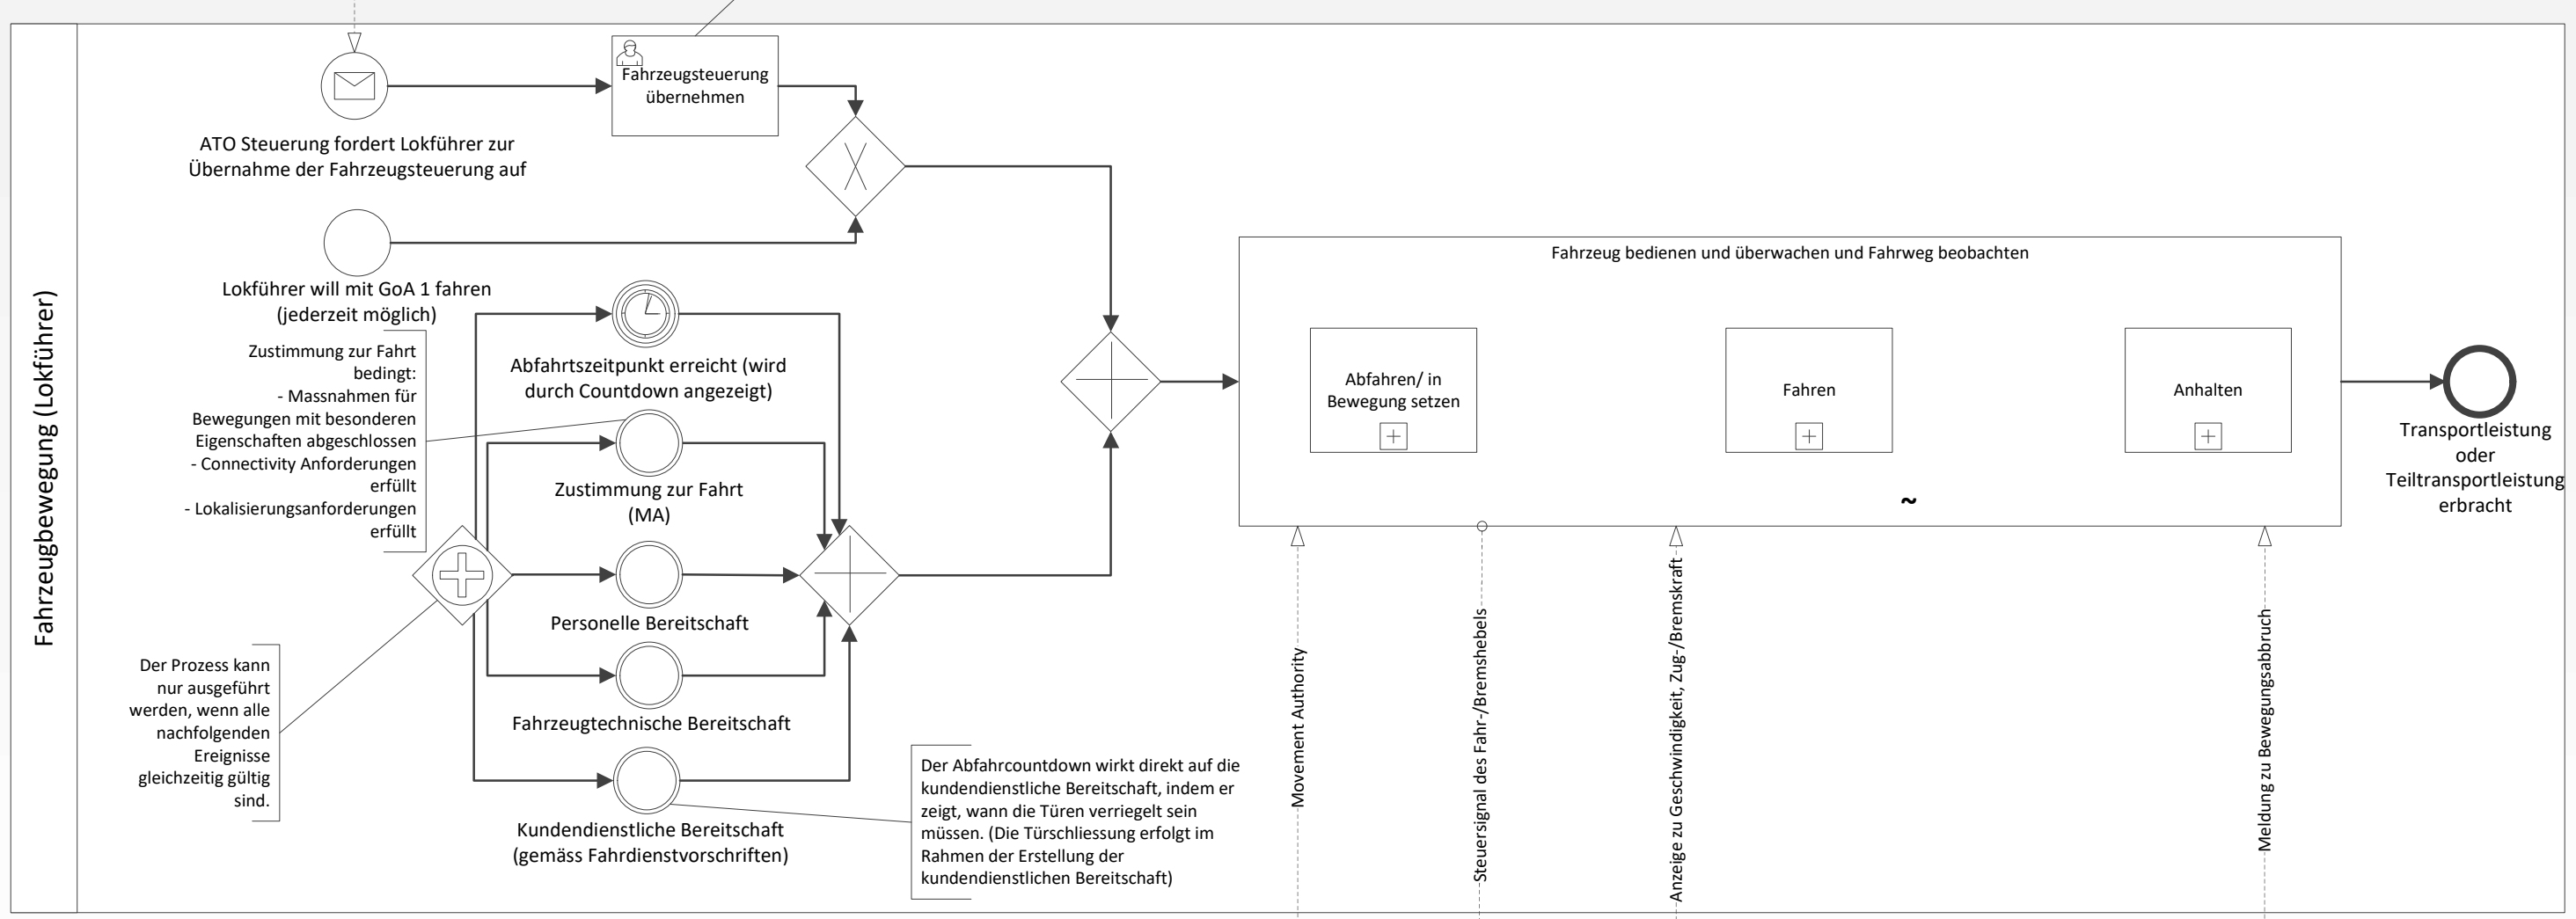 Fahrzeugbewegung (Lokführer)
Fahrzeugsteuerung
übernehmen
ATO Steuerung fordert Lokführer zur
Übernahme der Fahrzeugsteuerung auf
Lokführer will mit GoA 1 fahren
(jederzeit möglich)
Zustimmung zur Fahrt
bedingt:
- Massnahmen für
Bewegungen mit besonderen
Eigenschaften abgeschlossen
- Connectivity Anforderungen
erfüllt
- Lokalisierungsanforderungen
erfüllt
Abfahrtszeitpunkt erreicht (wird
durch Countdown angezeigt)
Zustimmung zur Fahrt
(MA)
Personelle Bereitschaft
Fahrzeugtechnische Bereitschaft
Kundendienstliche Bereitschaft
(gemäss Fahrdienstvorschriften)
Der Prozess kann
nur ausgeführt
werden, wenn alle
nachfolgenden
Ereignisse
gleichzeitig gültig
sind.
Der Abfahrcountdown wirkt direkt auf die
kundendienstliche Bereitschaft, indem er
zeigt, wann die Türen verriegelt sein
müssen. (Die Türschliessung erfolgt im
Rahmen der Erstellung der
kundendienstlichen Bereitschaft)
Fahrzeug bedienen und überwachen und Fahrweg beobachten
Abfahren/ in
Bewegung setzen
Fahren
Anhalten
~
Transportleistung
oder
Teiltransportleistung
erbracht
Movement Authority
Steuersignal des Fahr-/Bremshebels
Anzeige zu Geschwindigkeit, Zug-/Bremskraft
Meldung zu Bewegungsabbruch